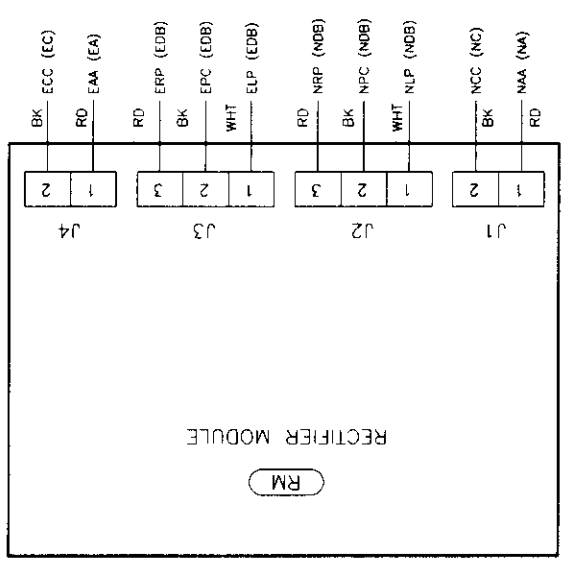 BK
ECC (EC)
RD
EAA (EA)
RD
ERP (EDB)
BK
EPC (EDB)
WHT
ELP (EDB)
RD
NRP (NDB)
BK
NPC (NDB)
WHT
NLP (NDB)
NCC (NC)
BK
NAA (NA)
RD
2 1
3 2 1
3 2 1
2 1
J4
J3
J2
J1
RECTIFIER MODULE
RM